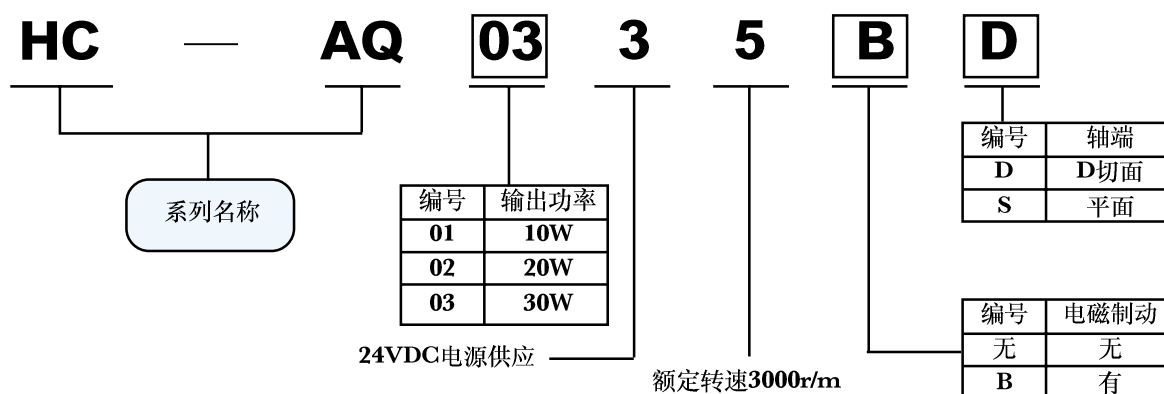 HC — AQ 03 3 5 B D
编号 轴端
D D切面
S 平面
系列名称
编号 输出功率
01 10W
02 20W
03 30W
24VDC电源供应
额定转速3000r/m
编号 电磁制动
无 无
B 有